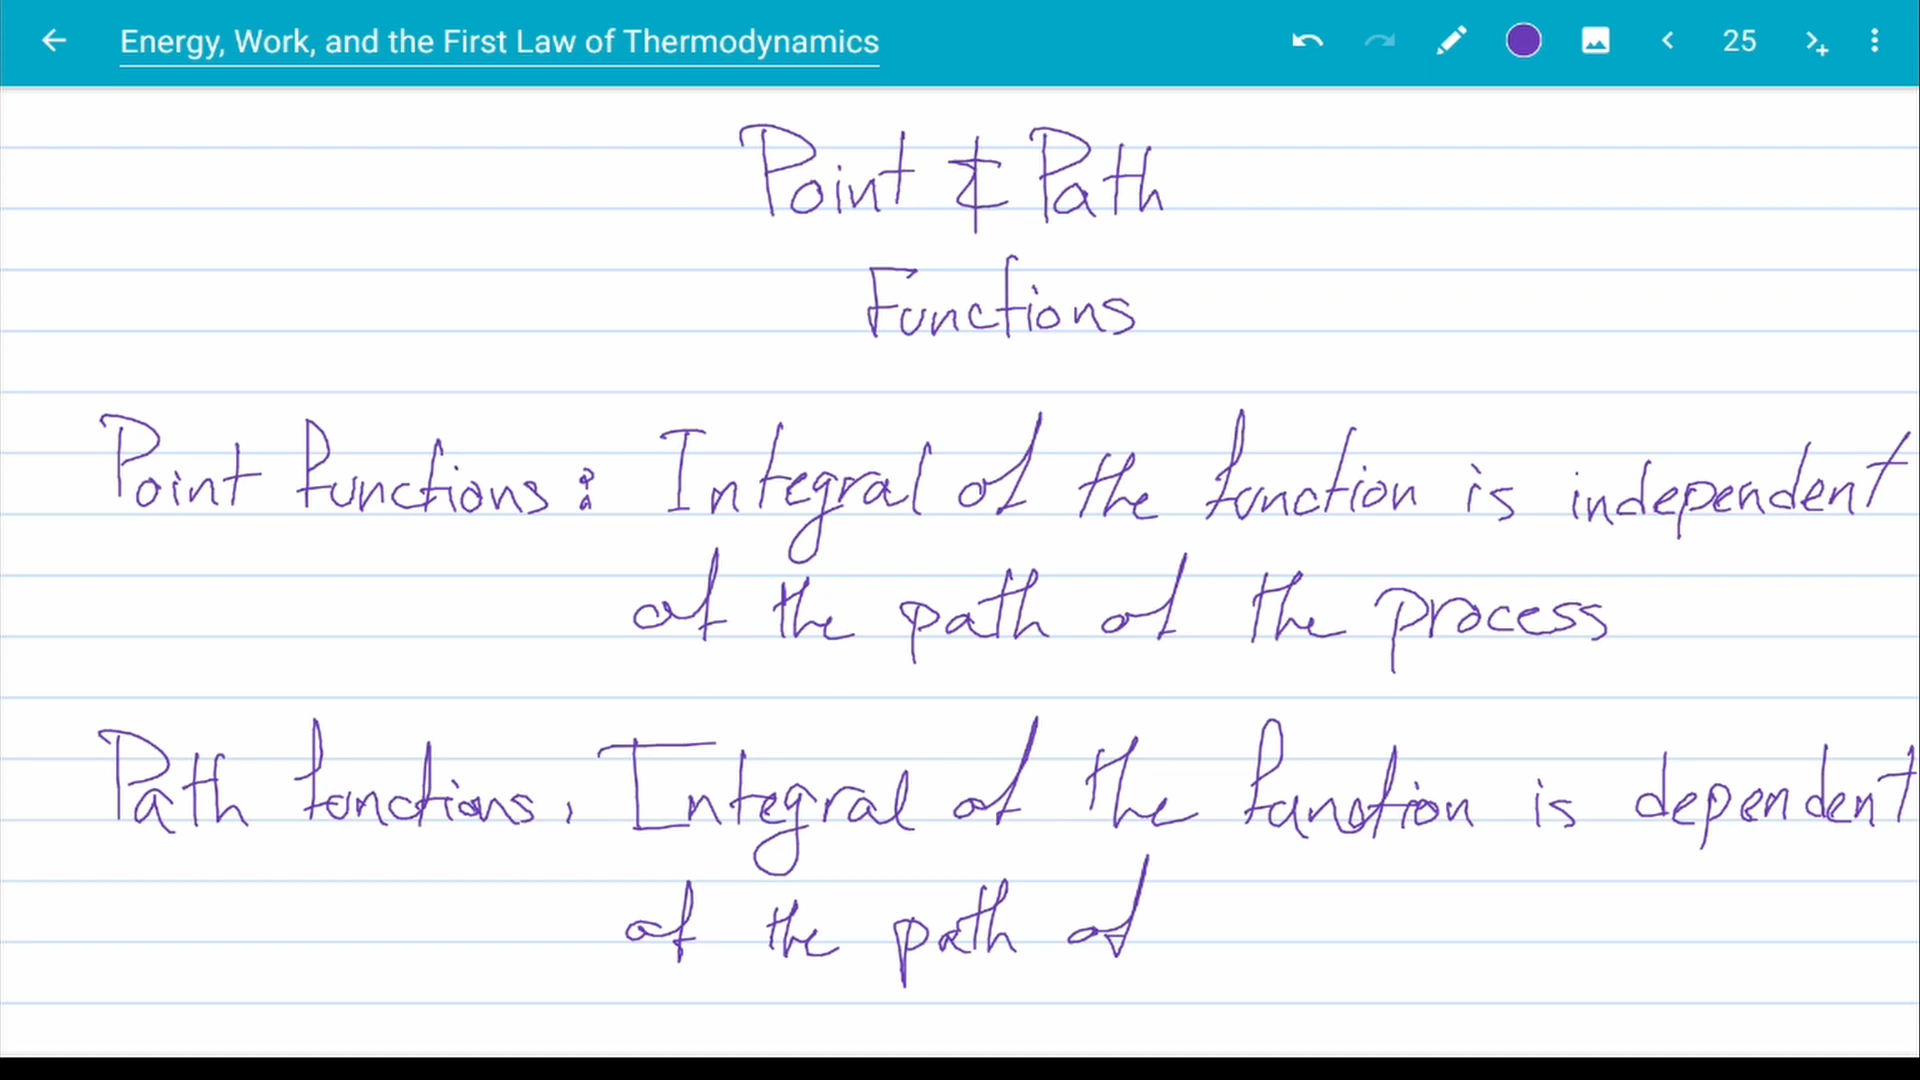 Energy, Work, and the First Law of Thermodynamics 25
Point & Path
Functions
Point functions: Integral of the function is independent
of the path of the process
Path functions, Integral of the function is dependent
of the path of